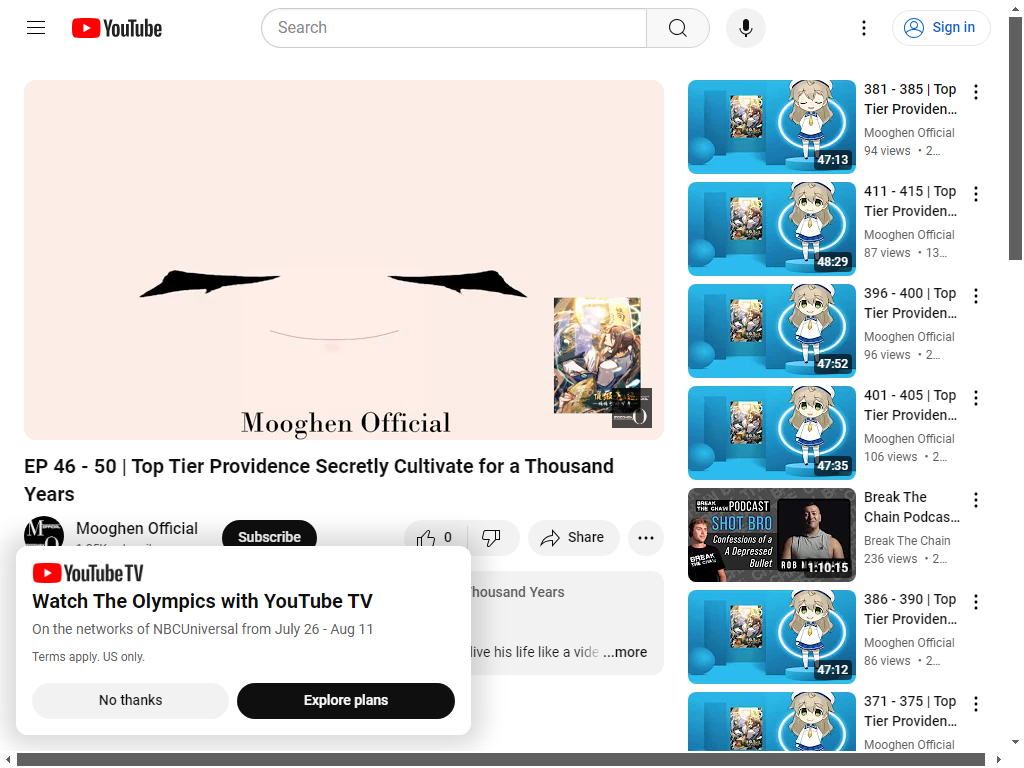 YouTube
Search
Sign in
Mooghen Official
EP 46 - 50 | Top Tier Providence Secretly Cultivate for a Thousand
Years
Mooghen Official
Subscribe
0
Share
Thousand Years
live his life like a vide
...more
YouTube TV
Watch The Olympics with YouTube TV
On the networks of NBCUniversal from July 26 - Aug 11
Terms apply. US only.
No thanks
Explore plans
47:13
381 - 385 | Top
Tier Providen…
Mooghen Official
94 views • 2…
48:29
411 - 415 | Top
Tier Providen…
Mooghen Official
87 views • 13…
47:52
396 - 400 | Top
Tier Providen…
Mooghen Official
96 views • 2…
47:35
401 - 405 | Top
Tier Providen…
Mooghen Official
106 views • 2…
BREAK THE CHAIN PODCAST
SHOT BRO
Confessions of a
A Depressed
Bullet
BREAK
THE CHAIN
1:10:15
Break The
Chain Podcas…
Break The Chain
236 views • 2…
47:12
386 - 390 | Top
Tier Providen…
Mooghen Official
86 views • 2…
371 - 375 | Top
Tier Providen…
Mooghen Official